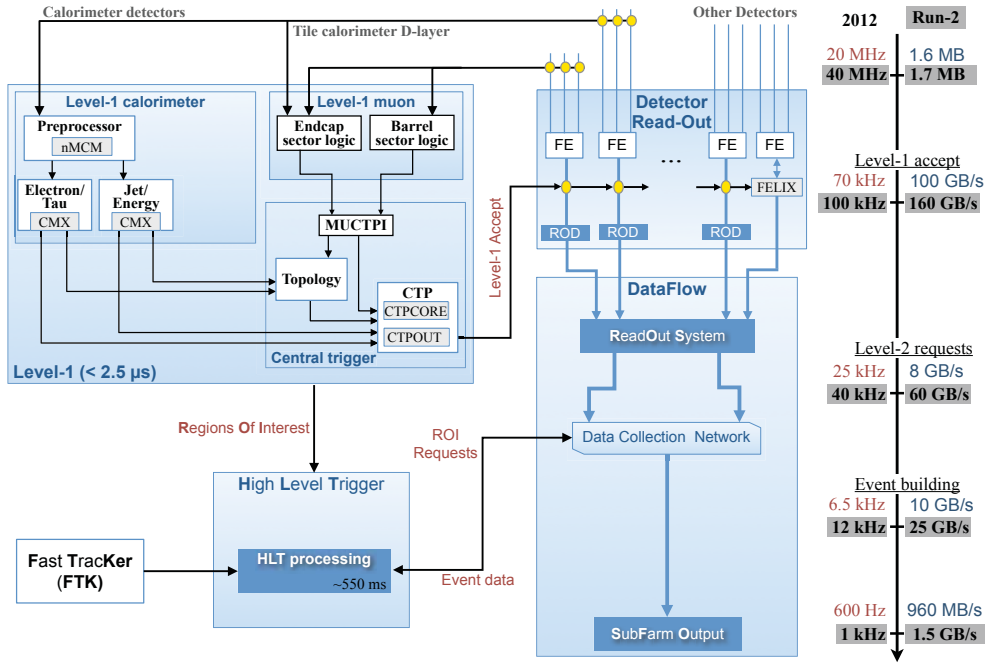 Calorimeter detectors
Tile calorimeter D-layer
Other Detectors
Level-1 calorimeter
Preprocessor
nMCM
Electron/
Tau
CMX
Jet/
Energy
CMX
Level-1 muon
Endcap
sector logic
Barrel
sector logic
MUCTPI
Topology
CTP
CTPCORE
CTPOUT
Central trigger
Level-1 (< 2.5 µs)
Level-1 Accept
Detector
Read-Out
FE
FE
FE
FE
...
FELIX
ROD
ROD
ROD
DataFlow
ReadOut System
Data Collection Network
SubFarm Output
Regions Of Interest
ROI
Requests
High Level Trigger
HLT processing
~550 ms
Event data
Fast TracKer
(FTK)
2012 Run-2
20 MHz 1.6 MB
40 MHz 1.7 MB
Level-1 accept
70 kHz 100 GB/s
100 kHz 160 GB/s
Level-2 requests
25 kHz 8 GB/s
40 kHz 60 GB/s
Event building
6.5 kHz 10 GB/s
12 kHz 25 GB/s
600 Hz 960 MB/s
1 kHz 1.5 GB/s